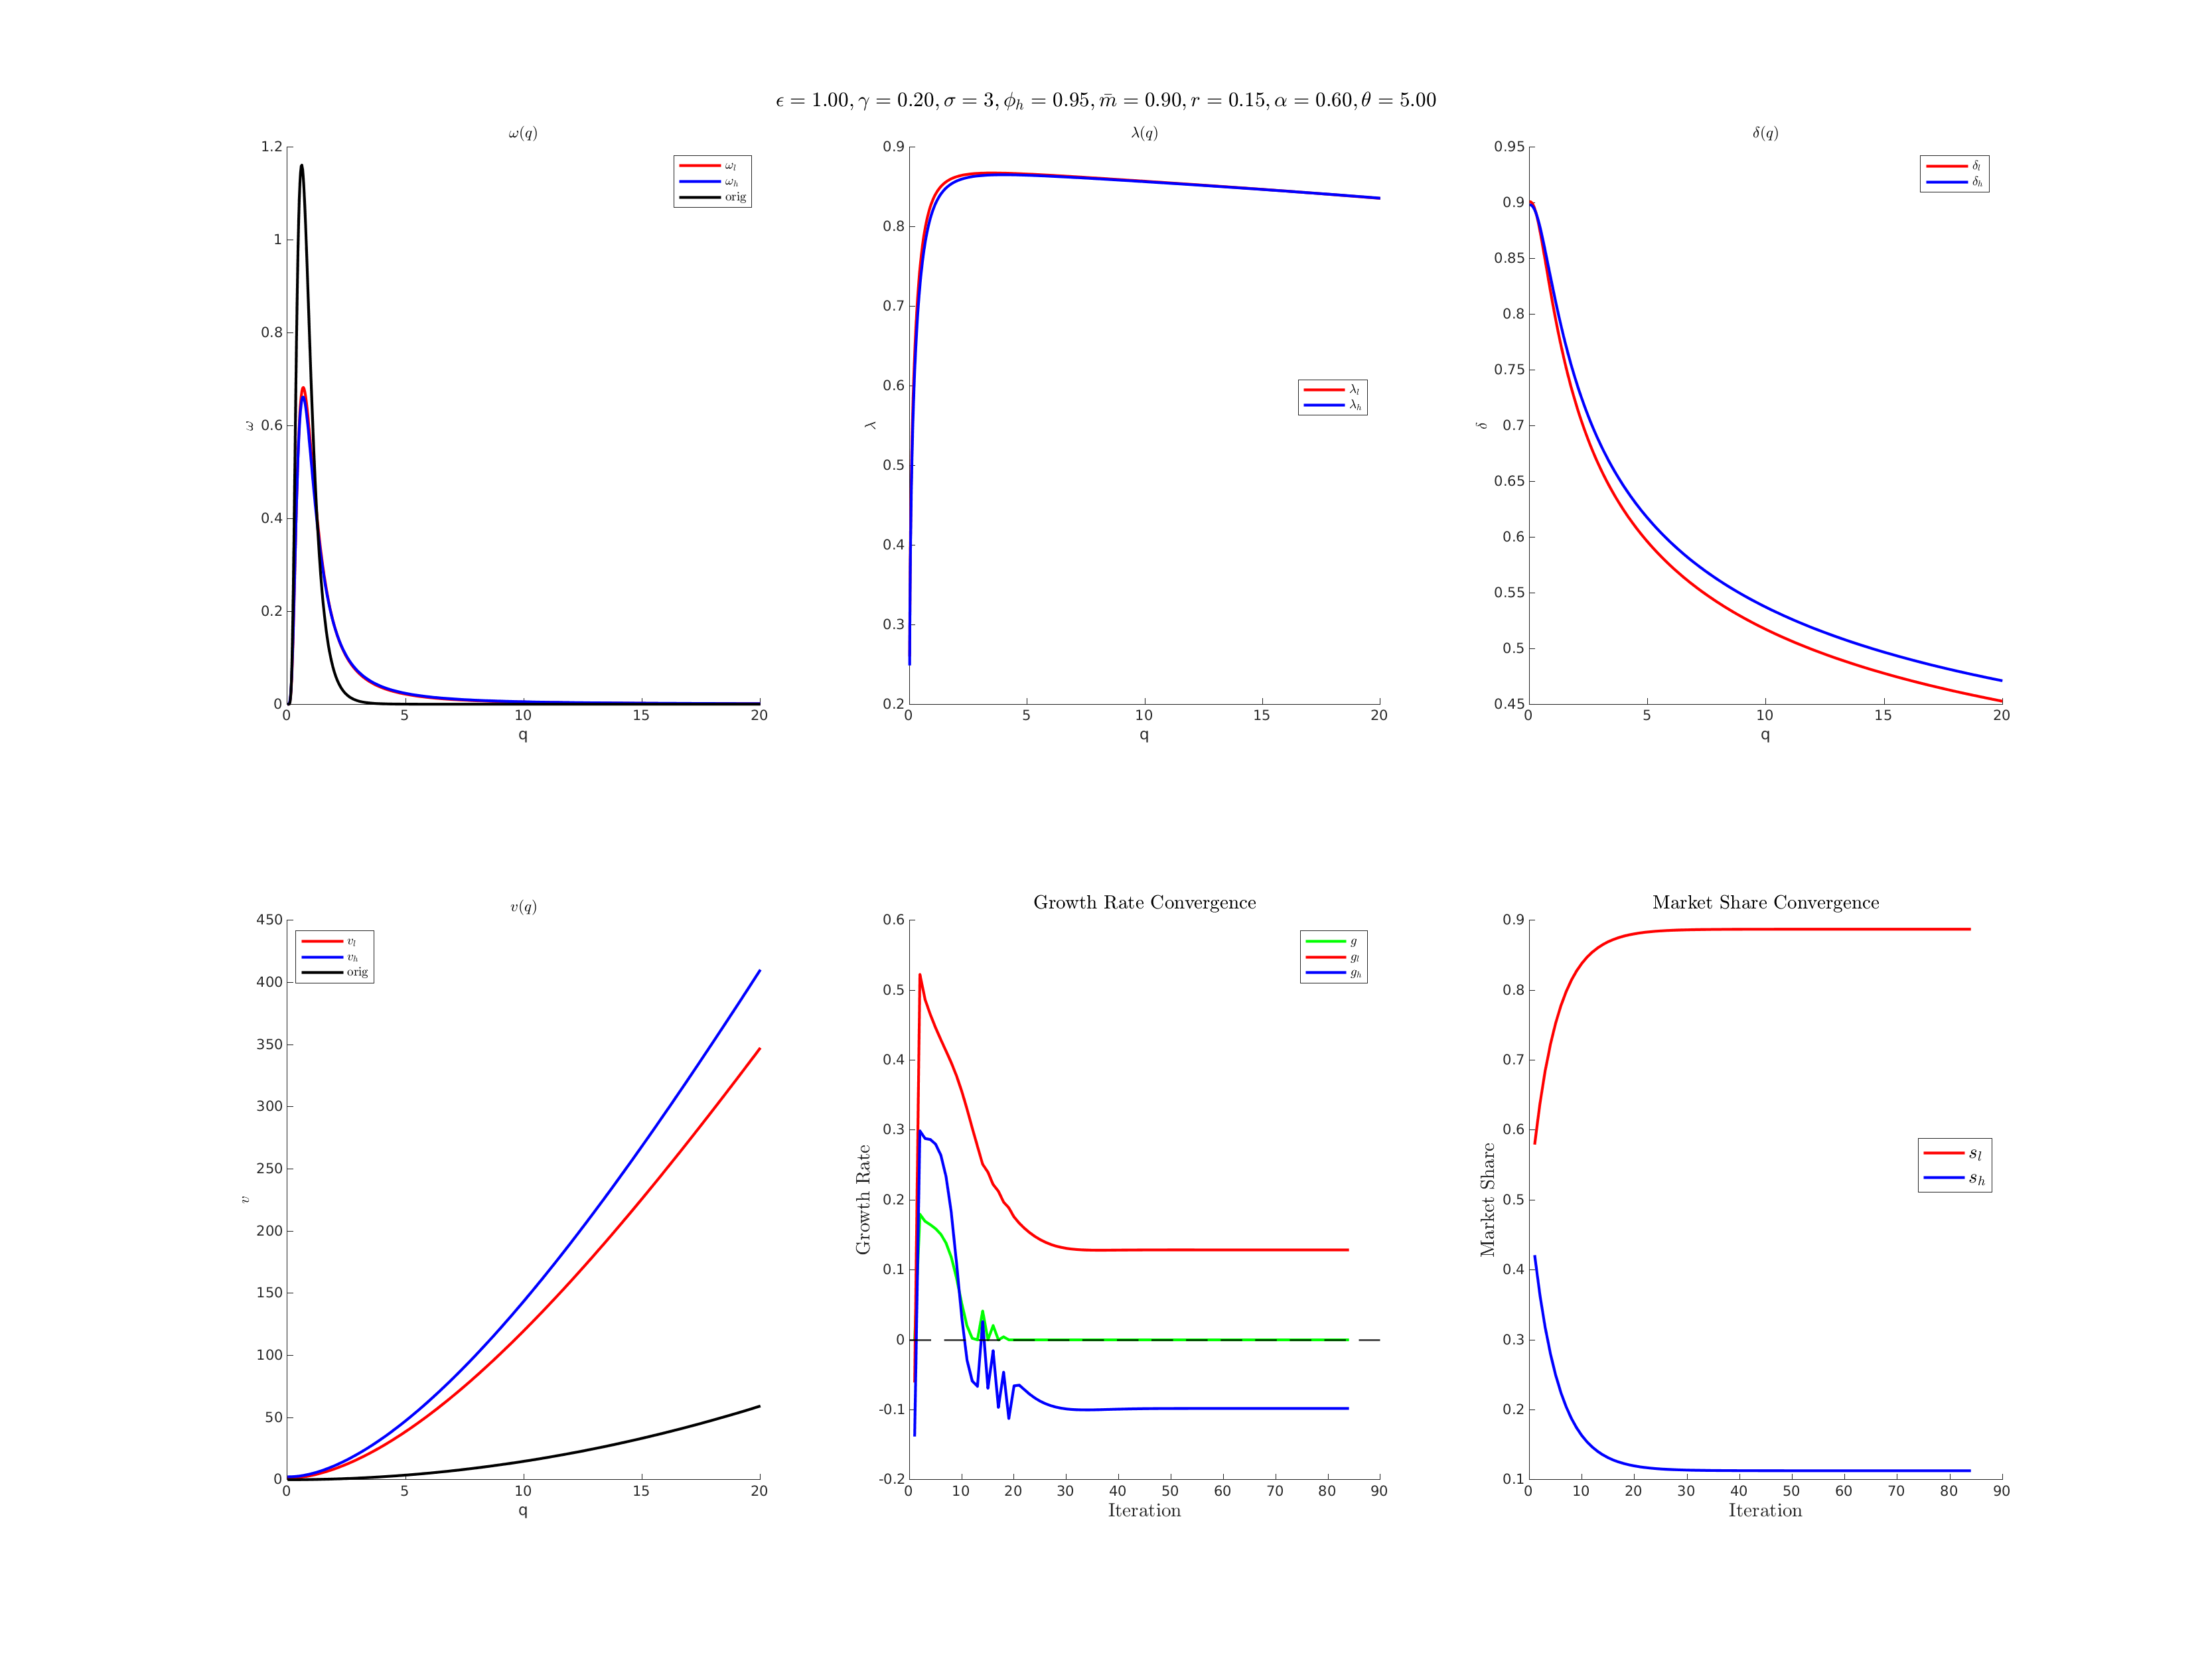 ϵ = 1.00, γ = 0.20, σ = 3, ϕ_h = 0.95, m̄ = 0.90, r = 0.15, α = 0.60, θ = 5.00
ω(q)
1.2
1
0.8
0.6
0.4
0.2
0
ω
0 5 10 15 20
q
ω_l
ω_h
orig
λ(q)
0.9
0.8
0.7
0.6
0.5
0.4
0.3
0.2
λ
0 5 10 15 20
q
λ_l
λ_h
δ(q)
0.95
0.9
0.85
0.8
0.75
0.7
0.65
0.6
0.55
0.5
0.45
δ
0 5 10 15 20
q
δ_l
δ_h
v(q)
450
400
350
300
250
200
150
100
50
0
v
0 5 10 15 20
q
v_l
v_h
orig
Growth Rate Convergence
0.6
0.5
0.4
0.3
0.2
0.1
0
-0.1
-0.2
Growth Rate
0 10 20 30 40 50 60 70 80 90
Iteration
g
g_l
g_h
Market Share Convergence
0.9
0.8
0.7
0.6
0.5
0.4
0.3
0.2
0.1
Market Share
0 10 20 30 40 50 60 70 80 90
Iteration
s_l
s_h